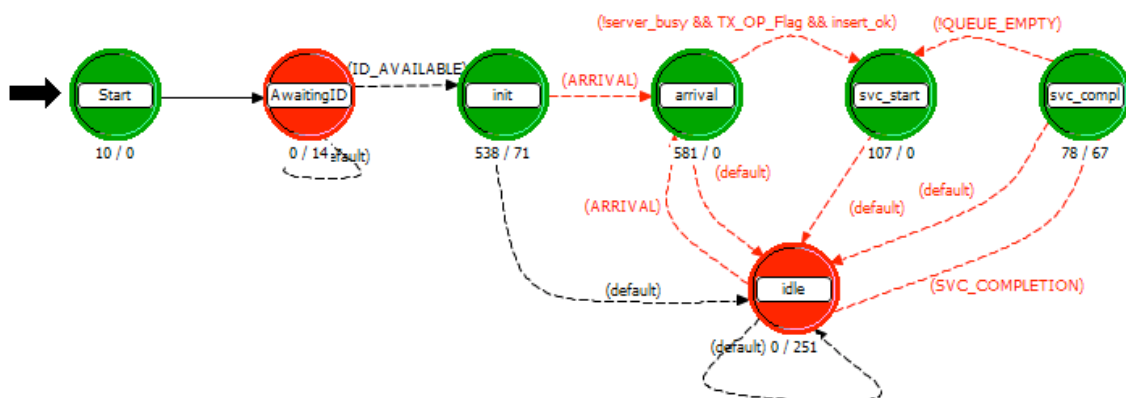 (!server_busy && TX_OP_Flag && insert_ok)
(!QUEUE_EMPTY)
(ID_AVAILABLE)
(ARRIVAL)
Start
AwaitingID
init
arrival
svc_start
svc_compl
10 / 0
0 / 14
538 / 71
581 / 0
107 / 0
78 / 67
efault)
(default)
(default)
(default)
(ARRIVAL)
(default)
idle
(SVC_COMPLETION)
(default)
0 / 251